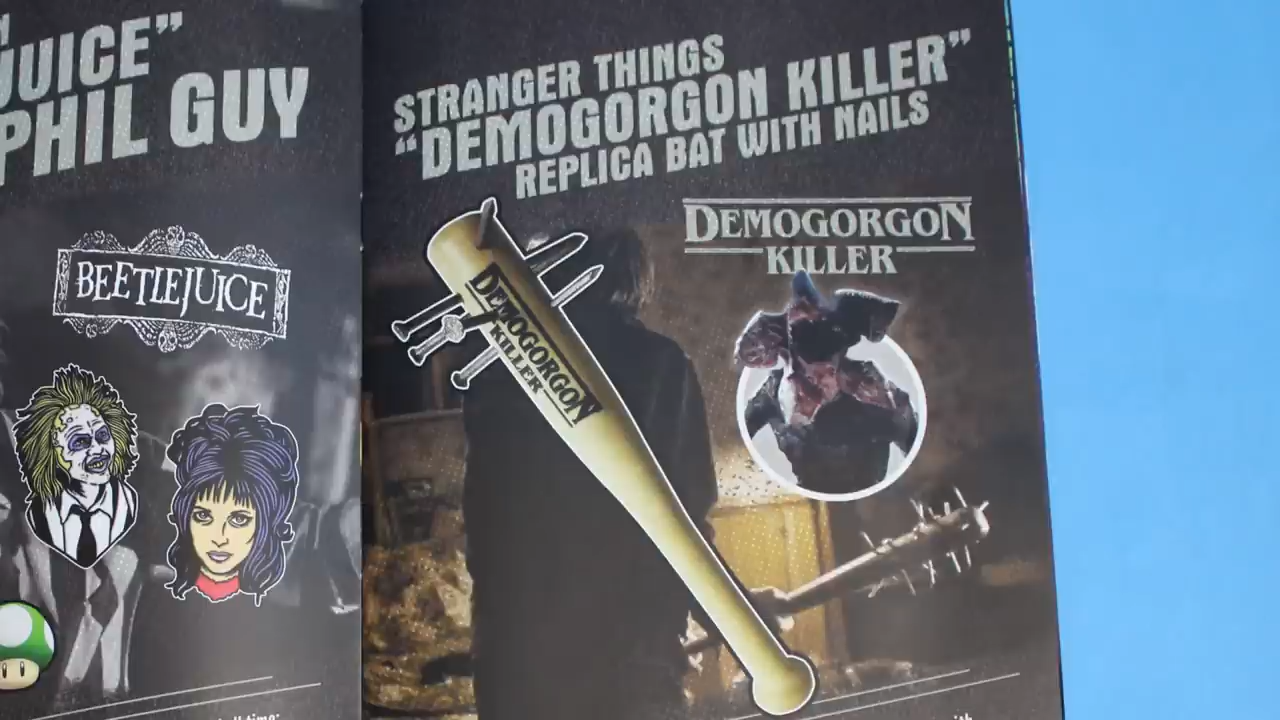 JUICE”
PHIL GUY
BEETLEJUICE
STRANGER THINGS
“DEMOGORGON KILLER”
REPLICA BAT WITH NAILS
DEMOGORGON
KILLER
DEMOGORGON
KILLER